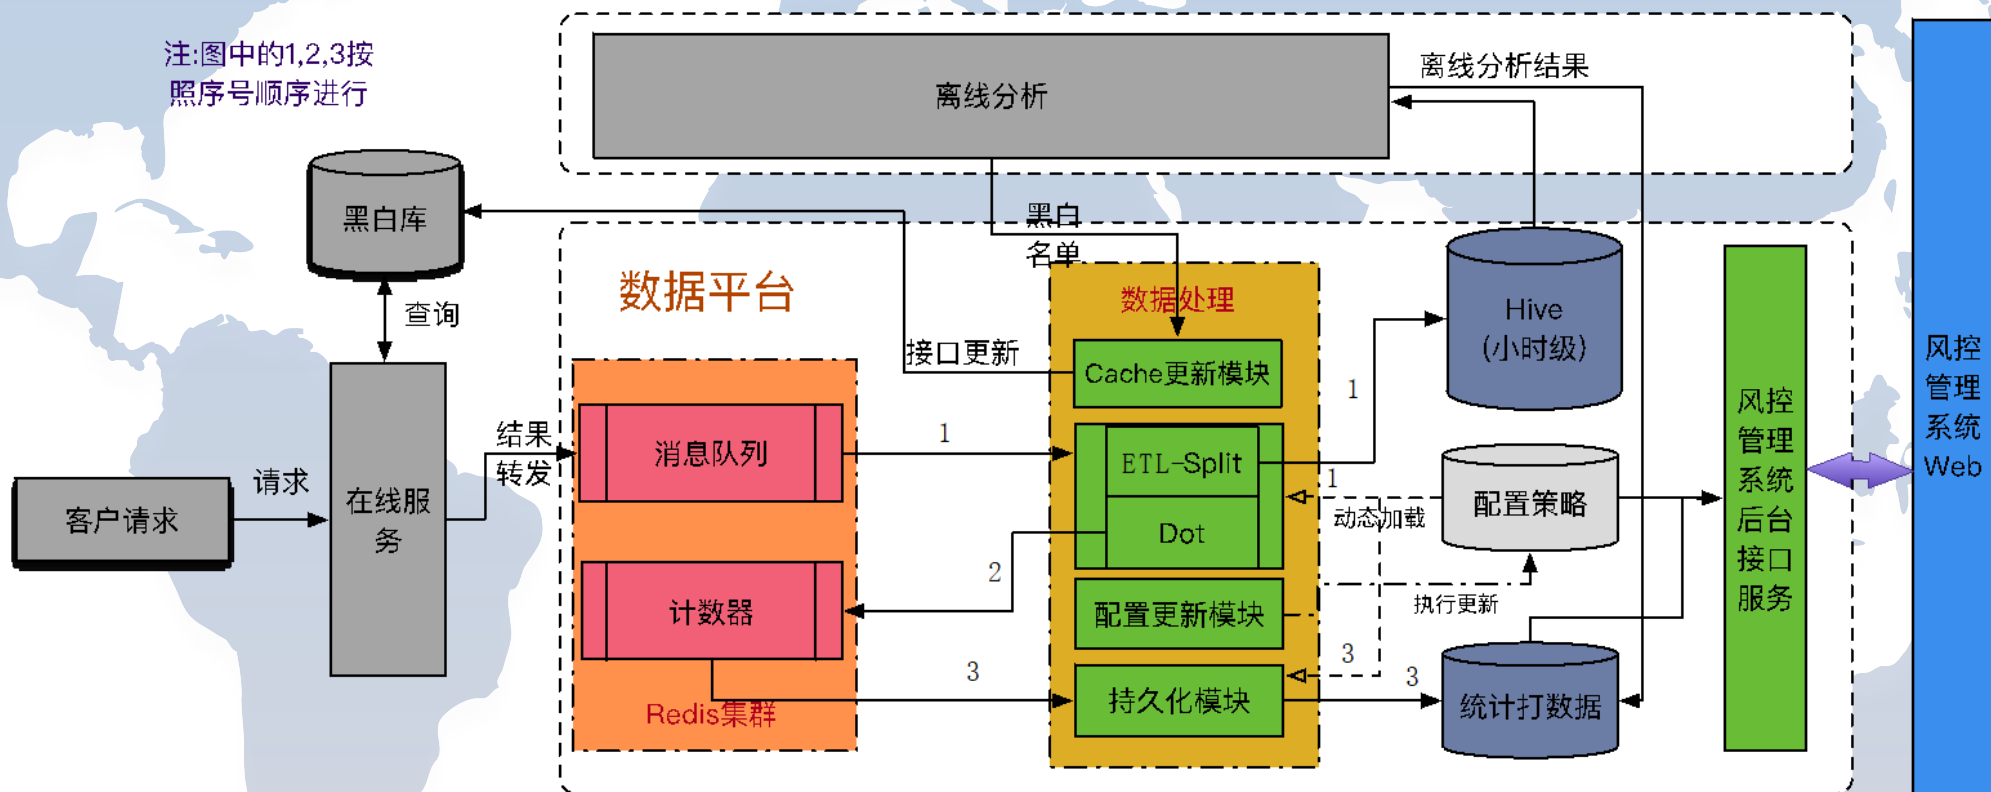 注:图中的1,2,3按
照序号顺序进行
离线分析
离线分析结果
黑白库
黑白
名单
查询
数据平台
数据处理
接口更新
Cache更新模块
Hive
(小时级)
风控
管理
系统
Web
风控
管理
系统
后台
接口
服务
1
结果
转发
消息队列
1
ETL-Split
1
配置策略
动态加载
请求
客户请求
在线服
务
Dot
2
计数器
配置更新模块
执行更新
3
3
3
持久化模块
统计打数据
Redis集群